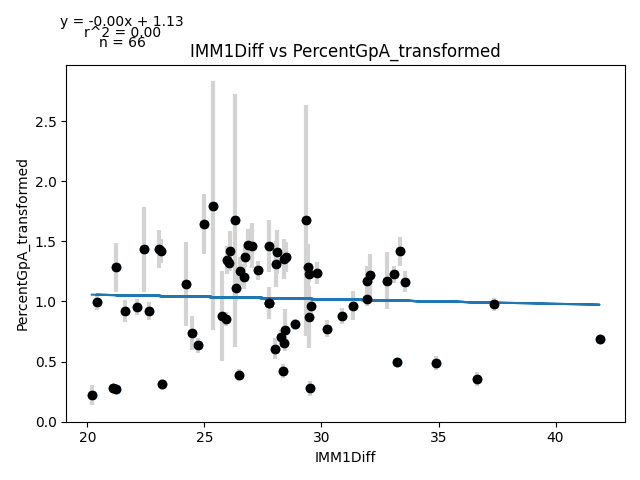 y = -0.00x + 1.13
r^2 = 0.00
n = 66
IMM1Diff vs PercentGpA_transformed
PercentGpA_transformed
2.5
2.0
1.5
1.0
0.5
0.0
20 25 30 35 40
IMM1Diff